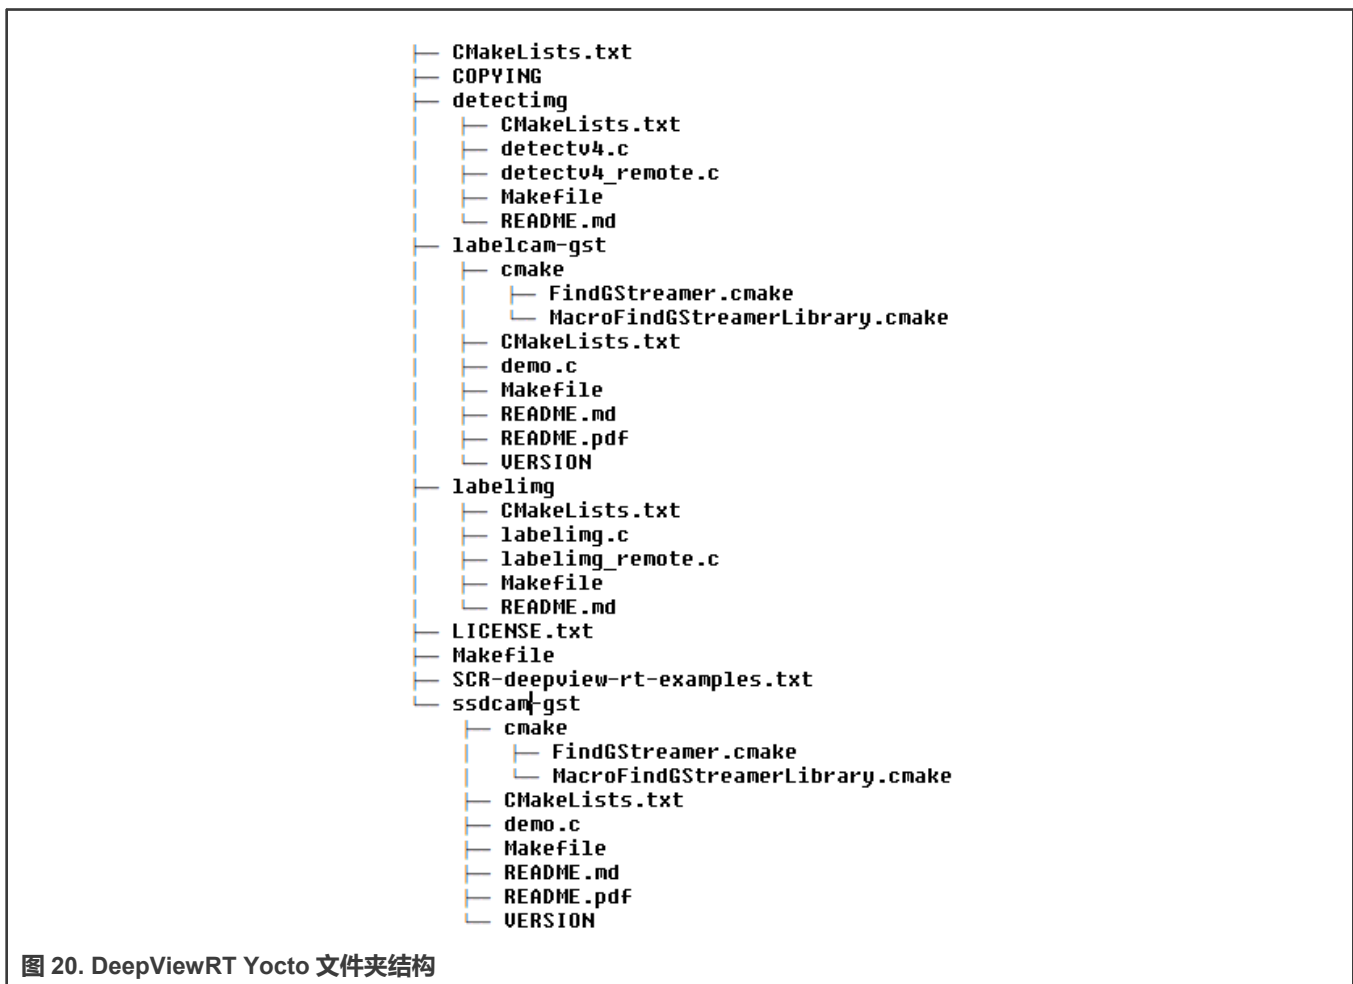 ├── CMakeLists.txt
├── COPYING
├── detectimg
│   ├── CMakeLists.txt
│   ├── detectv4.c
│   ├── detectv4_remote.c
│   ├── Makefile
│   └── README.md
├── labelcam-gst
│   ├── cmake
│   │   ├── FindGStreamer.cmake
│   │   └── MacroFindGStreamerLibrary.cmake
│   ├── CMakeLists.txt
│   ├── demo.c
│   ├── Makefile
│   ├── README.md
│   ├── README.pdf
│   └── VERSION
├── labelimg
│   ├── CMakeLists.txt
│   ├── labelimg.c
│   ├── labelimg_remote.c
│   ├── Makefile
│   └── README.md
├── LICENSE.txt
├── Makefile
├── SCR-deepview-rt-examples.txt
└── ssdcam-gst
    ├── cmake
    │   ├── FindGStreamer.cmake
    │   └── MacroFindGStreamerLibrary.cmake
    ├── CMakeLists.txt
    ├── demo.c
    ├── Makefile
    ├── README.md
    ├── README.pdf
    └── VERSION
图 20. DeepViewRT Yocto 文件夹结构